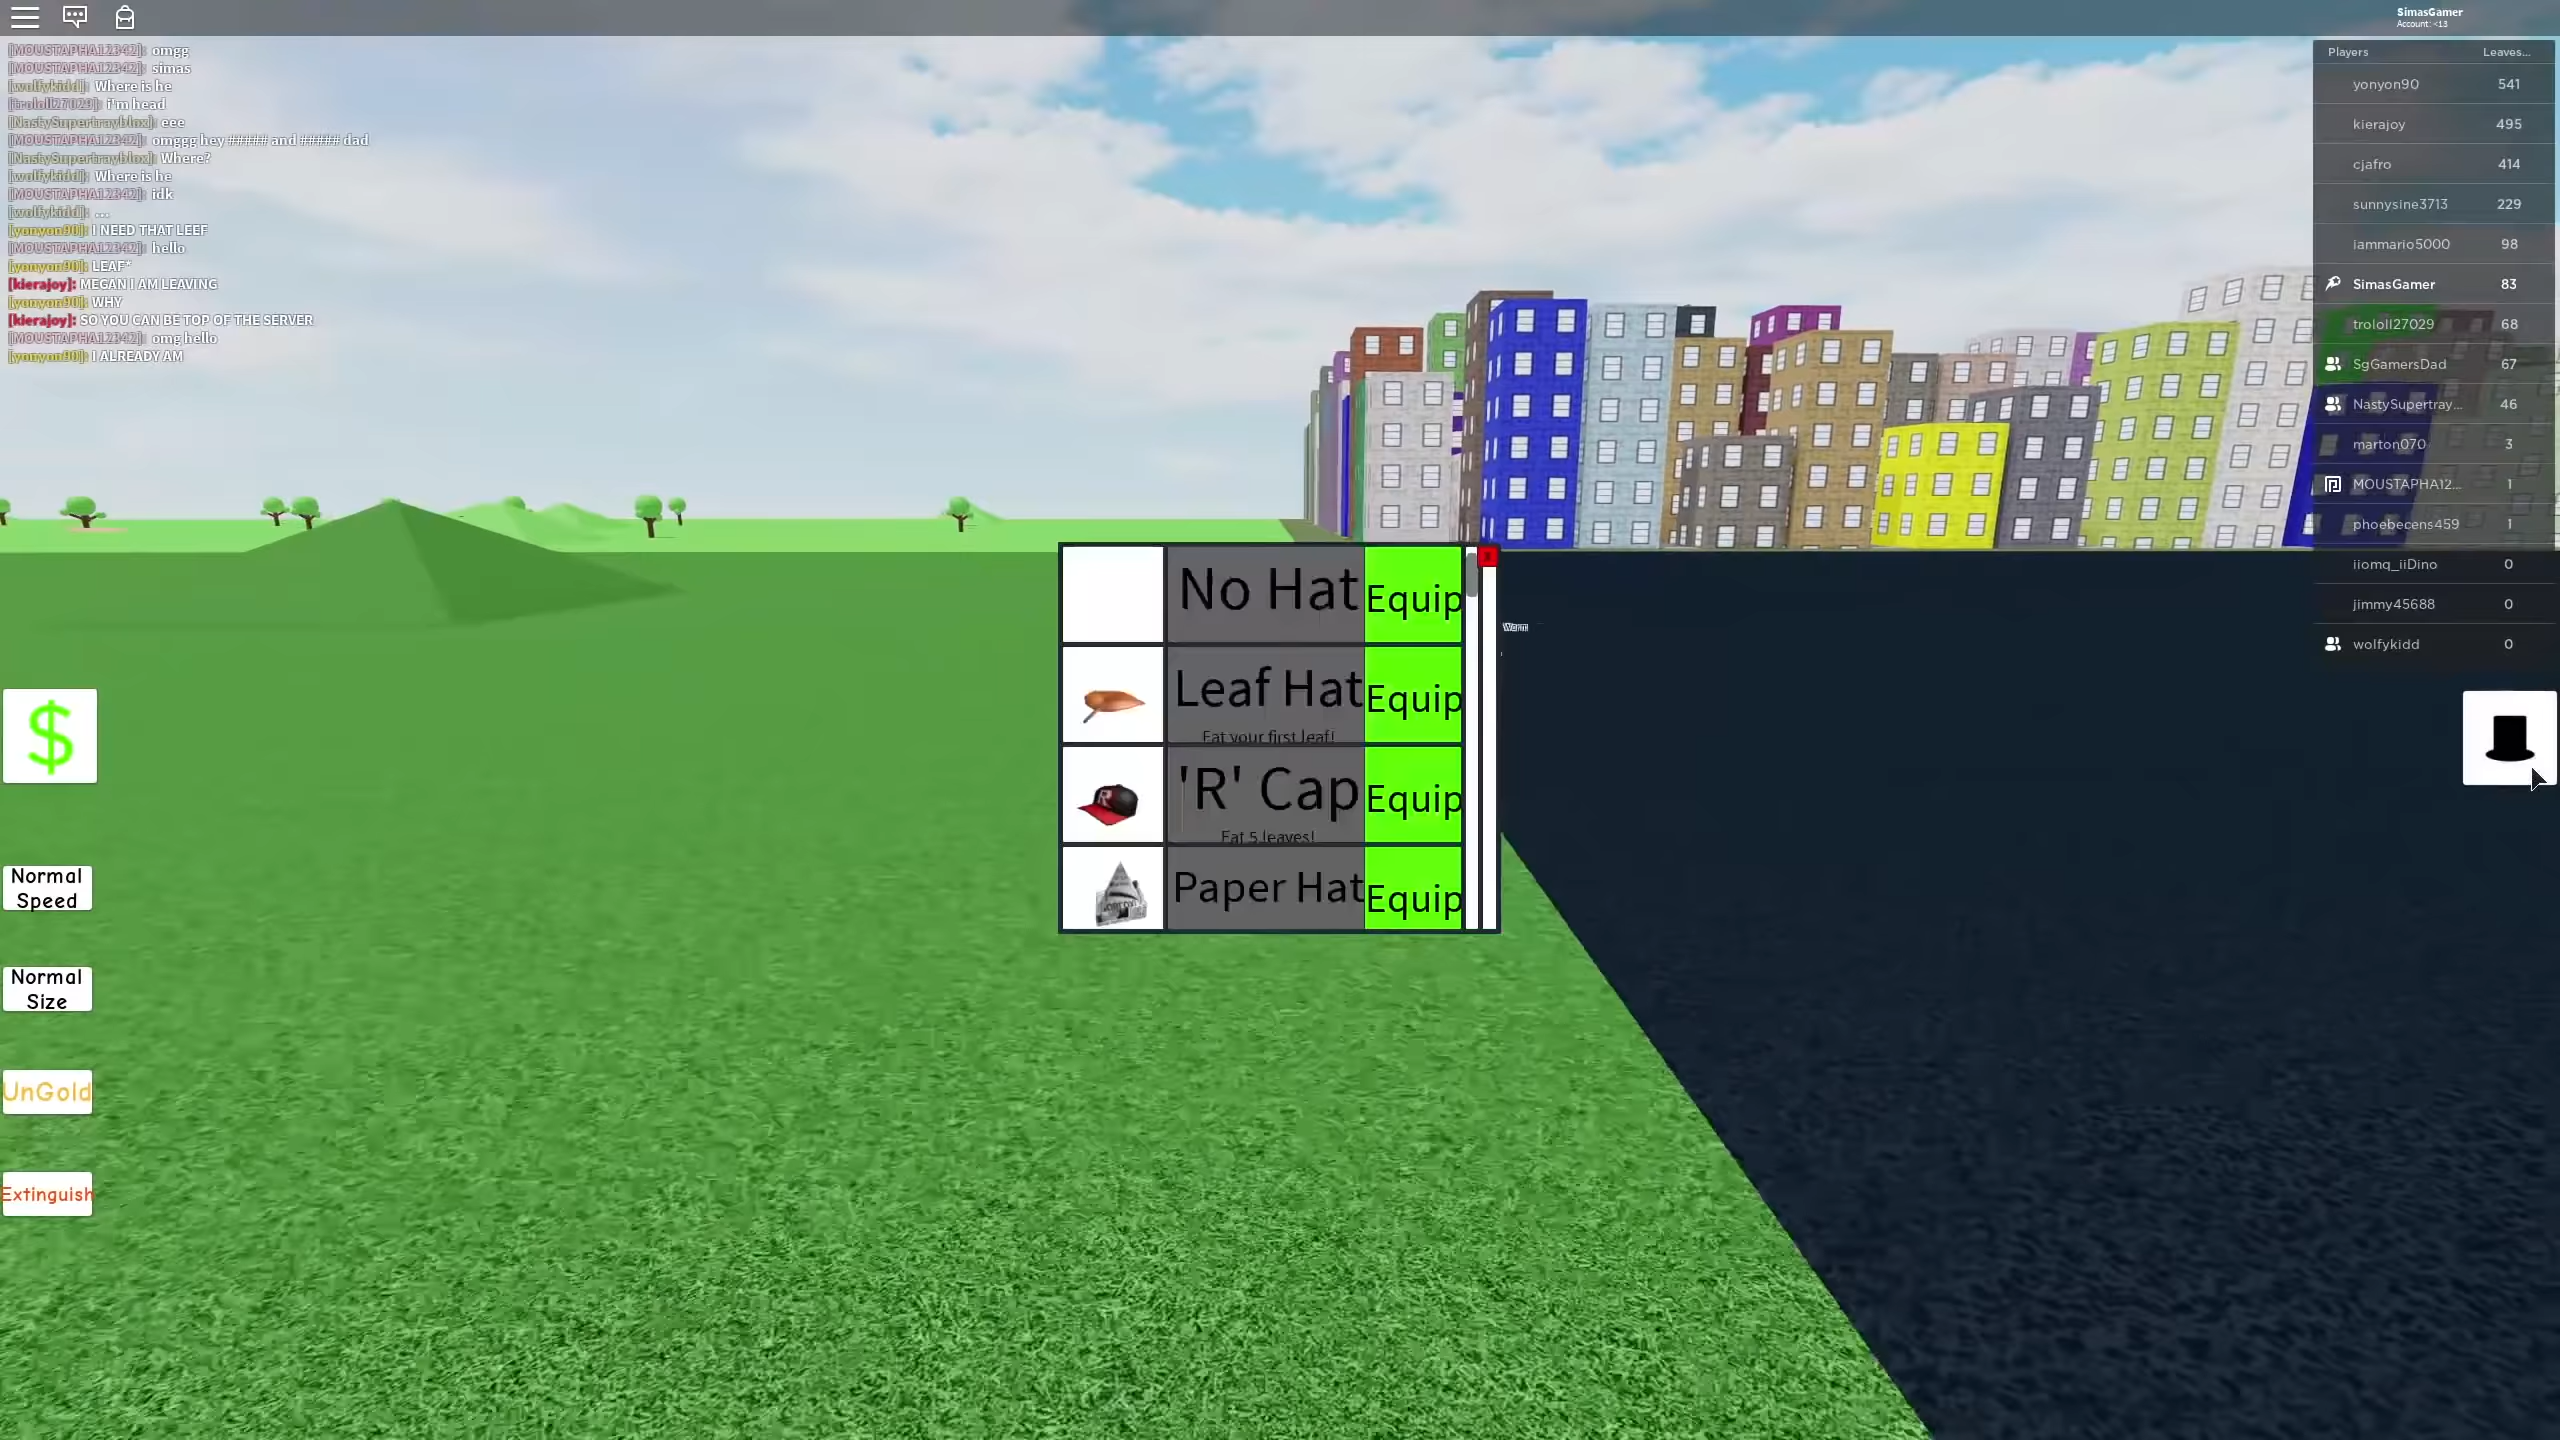 SimasGamer
Account: <13
[MOUSTAPHA12342]: omgg
[MOUSTAPHA12342]: simas
[wolfykidd]: Where is he
[trololl27029]: i'm head
[NastySupertrayblox]: eee
[MOUSTAPHA12342]: omggg hey ##### and ##### dad
[NastySupertrayblox]: Where?
[wolfykidd]: Where is he
[MOUSTAPHA12342]: idk
[wolfykidd]: ...
[yonyon90]: I NEED THAT LEEF
[MOUSTAPHA12342]: hello
[yonyon90]: LEAF*
[kierajoy]: MEGAN I AM LEAVING
[yonyon90]: WHY
[kierajoy]: SO YOU CAN BE TOP OF THE SERVER
[MOUSTAPHA12342]: omg hello
[yonyon90]: I ALREADY AM
Players Leaves...
yonyon90 541
kierajoy 495
cjafro 414
sunnysine3713 229
iammario5000 98
SimasGamer 83
trololl27029 68
SgGamersDad 67
NastySupertray... 46
marton070 3
MOUSTAPHA12... 1
phoebecens459 1
iiomq_iiDino 0
jimmy45688 0
wolfykidd 0
No Hat Equip
Leaf Hat Equip
Eat your first leaf!
'R' Cap Equip
Eat 5 leaves!
Paper Hat Equip
Worm
$
Normal
Speed
Normal
Size
UnGold
Extinguish